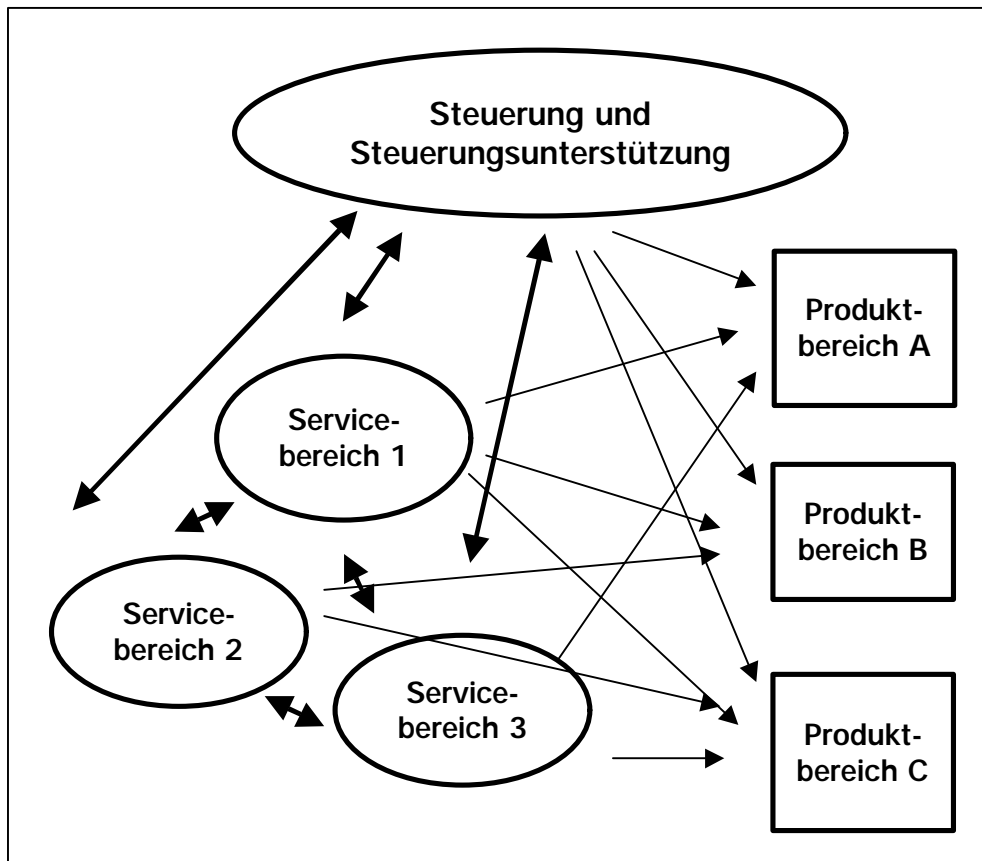 Steuerung und
Steuerungsunterstützung
Produkt-
bereich A
Service-
bereich 1
Produkt-
bereich B
Service-
bereich 2
Service-
bereich 3
Produkt-
bereich C